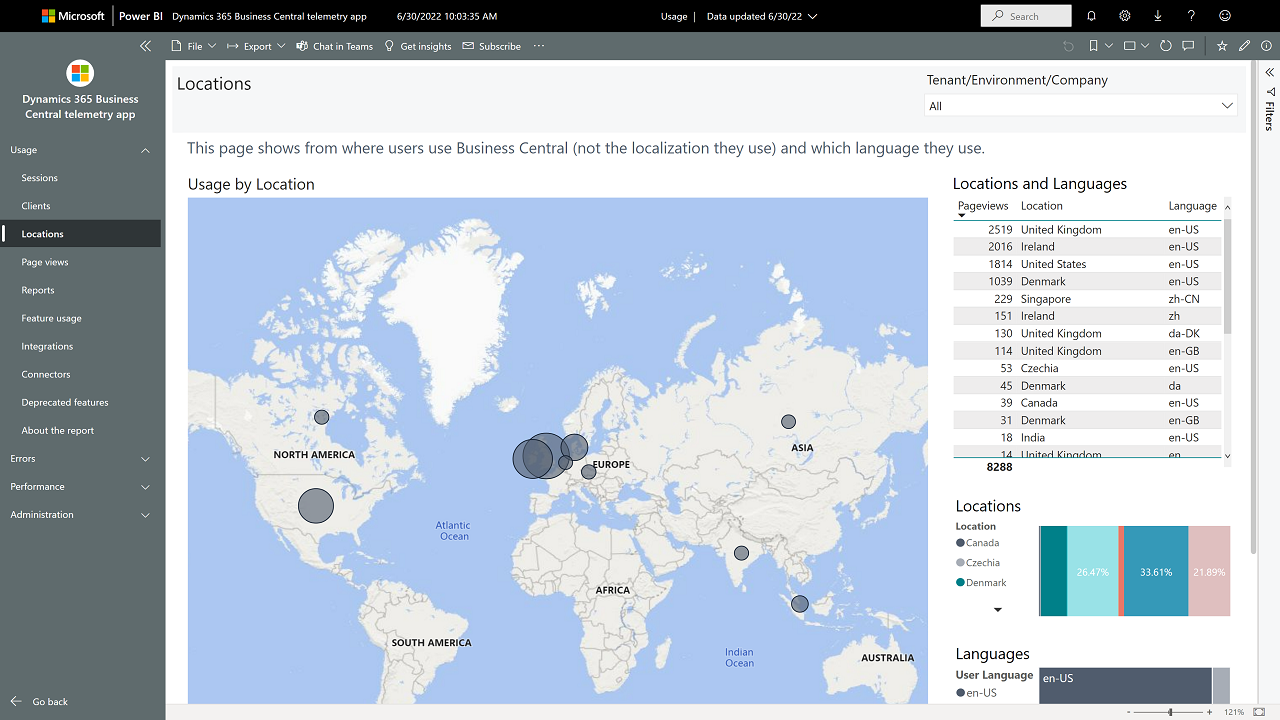 Microsoft Power BI Dynamics 365 Business Central telemetry app 6/30/2022 10:03:35 AM Usage | Data updated 6/30/22 Search
File Export Chat in Teams Get insights Subscribe ...
Dynamics 365 Business
Central telemetry app
Usage
Sessions
Clients
Locations
Page views
Reports
Feature usage
Integrations
Connectors
Deprecated features
About the report
Errors
Performance
Administration
Go back
Locations
Tenant/Environment/Company
All
Filters
This page shows from where users use Business Central (not the localization they use) and which language they use.
Usage by Location
NORTH AMERICA
EUROPE
ASIA
Atlantic
Ocean
AFRICA
SOUTH AMERICA
Indian
Ocean
AUSTRALIA
Locations and Languages
Pageviews Location Language
2519 United Kingdom en-US
2016 Ireland en-US
1814 United States en-US
1039 Denmark en-US
229 Singapore zh-CN
151 Ireland zh
130 United Kingdom da-DK
114 United Kingdom en-GB
53 Czechia en-US
45 Denmark da
39 Canada en-US
31 Denmark en-GB
18 India en-US
14 United Kingdom en
8288
Locations
Location
Canada
Czechia
Denmark
26.47% 33.61% 21.89%
Languages
User Language
en-US
en-US
- + 121%